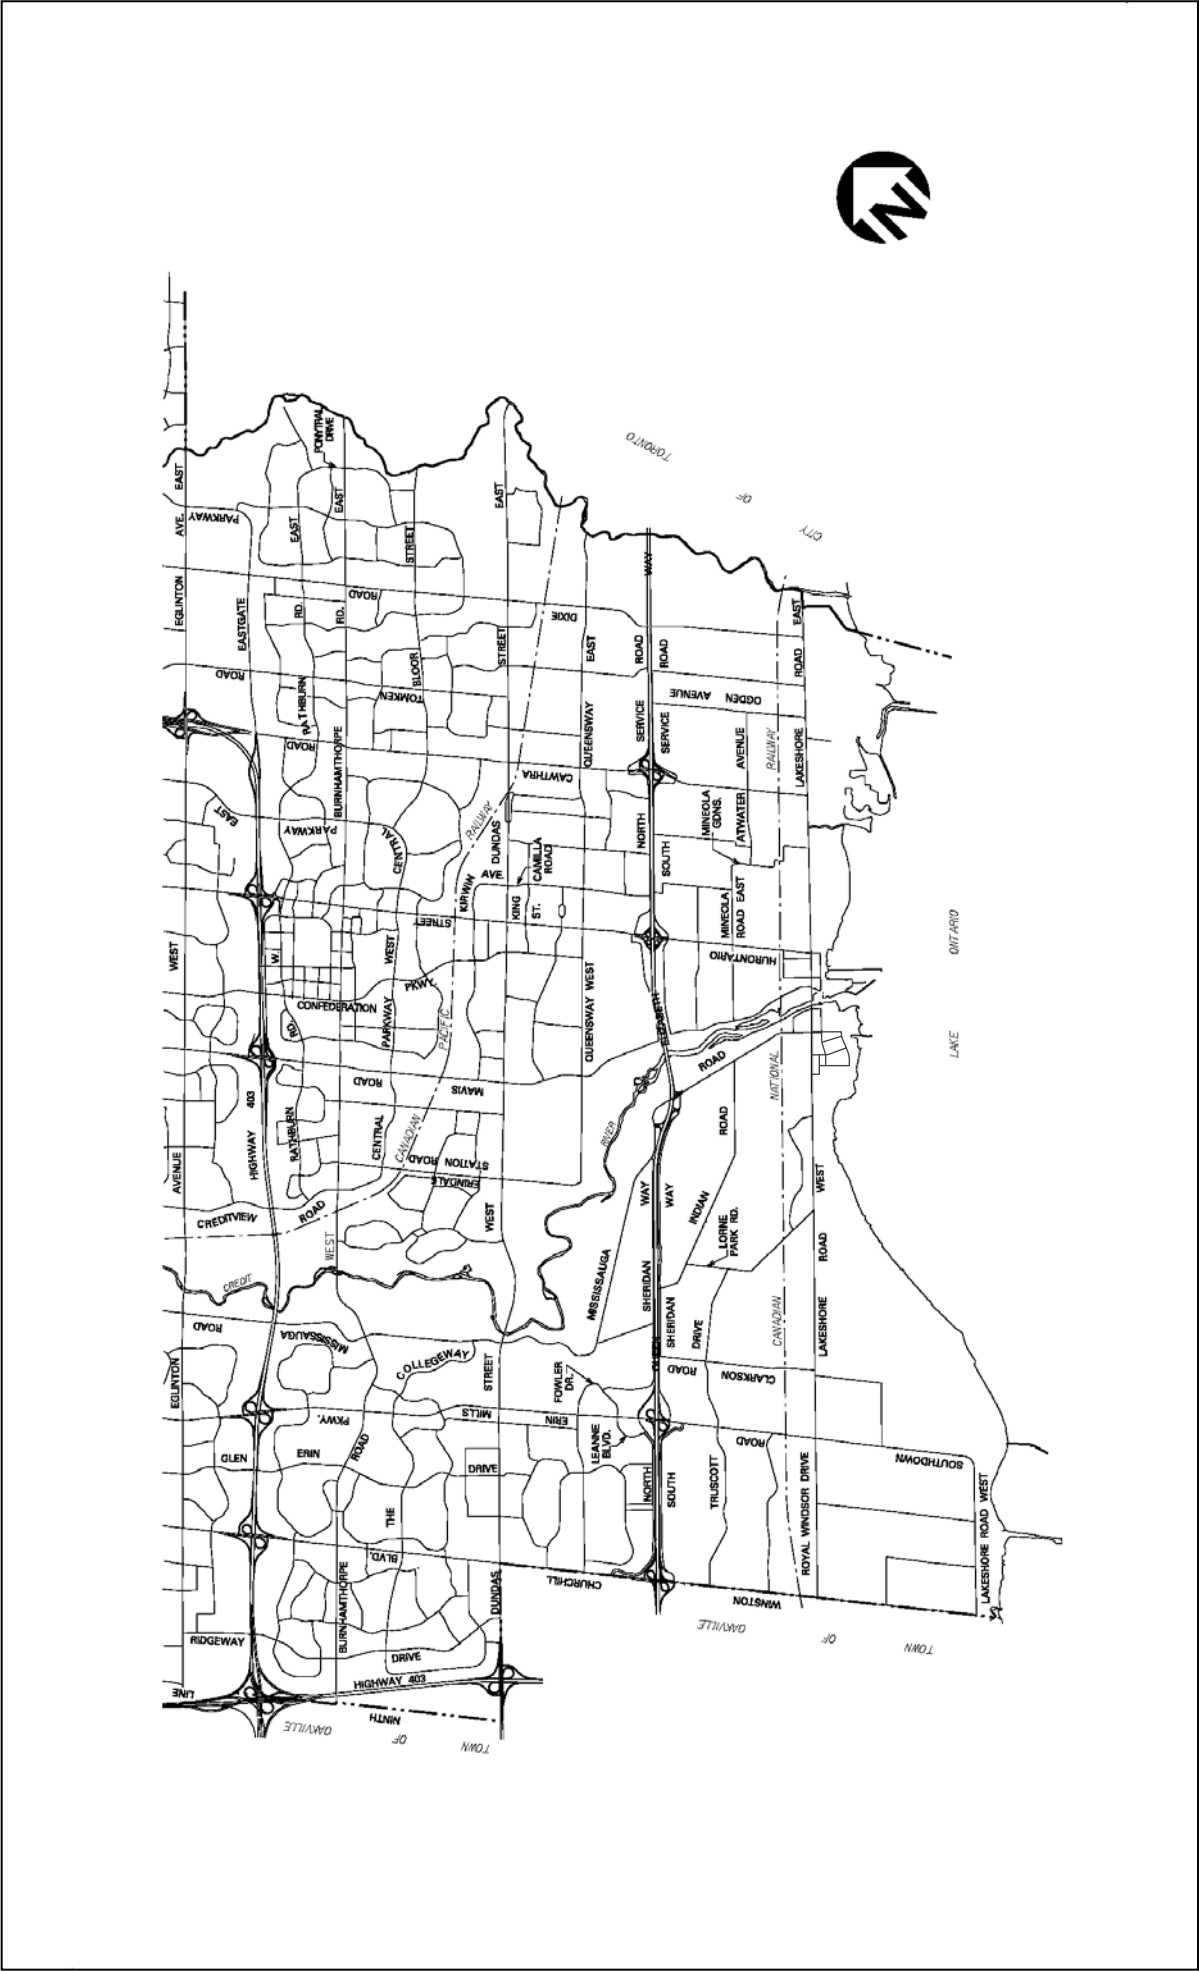 N
TORONTO
OF
CITY
PONYTRAIL
DRIVE
EGLINTON
AVE.
EAST
PARKWAY
EASTGATE
RATHBURN
RD.
EAST
BURNHAMTHORPE
RD.
EAST
BLOOR
STREET
DUNDAS
STREET
EAST
DIXIE
ROAD
TOMKEN
ROAD
CAWTHRA
ROAD
QUEENSWAY
EAST
NORTH
SERVICE
ROAD
SOUTH
SERVICE
ROAD
WAY
OGDEN
AVENUE
ATWATER
AVENUE
MINEOLA
GDNS.
MINEOLA
ROAD EAST
RAILWAY
LAKESHORE
ROAD
EAST
EAST
PARKWAY
CENTRAL
RAILWAY
KIRWIN
AVE.
CAMILLA
ROAD
KING
ST.
HURONTARIO
STREET
WEST
W.
RD.
CONFEDERATION
PKWY.
CENTRAL
PARKWAY
WEST
PACIFIC
CANADIAN
QUEENSWAY WEST
ELIZABETH
MAVIS
ROAD
HIGHWAY
403
RATHBURN
AVENUE
ERINDALE
STATION ROAD
CREDITVIEW
ROAD
WEST
WEST
CREDIT
RIVER
MISSISSAUGA
ROAD
INDIAN
ROAD
LORNE
PARK RD.
NATIONAL
CANADIAN
LAKESHORE
ROAD
WEST
LAKE
ONTARIO
NORTH
SHERIDAN
WAY
SOUTH
SHERIDAN
WAY
QUEEN
MISSISSAUGA
ROAD
COLLEGEWAY
THE
DUNDAS
STREET
FOWLER
DR.
LEANNE
BLVD.
TRUSCOTT
DRIVE
CLARKSON
ROAD
SOUTHDOWN
ROAD
ROYAL WINDSOR DRIVE
LAKESHORE ROAD WEST
EGLINTON
ERIN
MILLS
PKWY.
GLEN
ERIN
DRIVE
BURNHAMTHORPE
ROAD
WINSTON
CHURCHILL
BLVD.
RIDGEWAY
DRIVE
HIGHWAY 403
NINTH
LINE
TOWN
OF
OAKVILLE
TOWN
OF
OAKVILLE